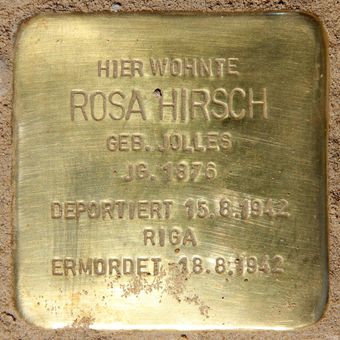 HIER WOHNTE
ROSA HIRSCH
GEB. JOLLES
JG. 1876
DEPORTIERT 15.8.1942
RIGA
ERMORDET 18.8.1942